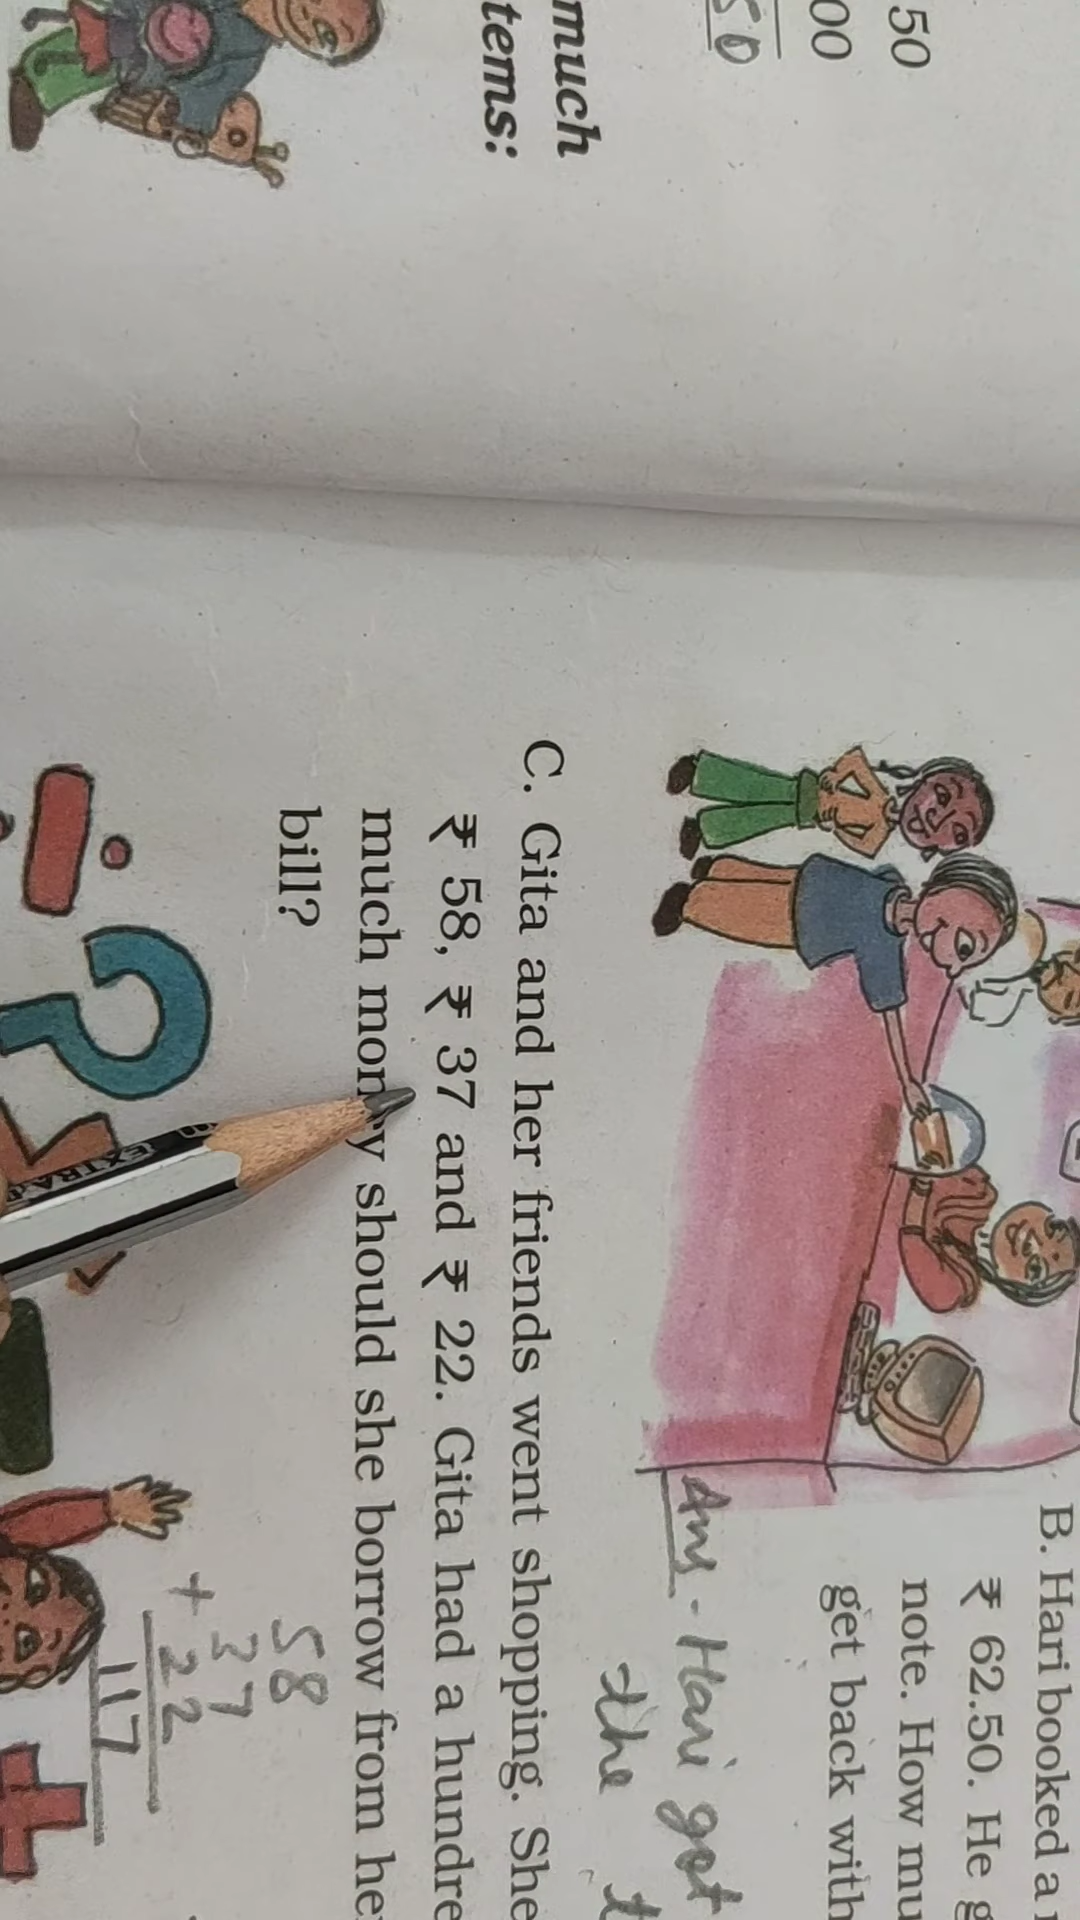 50
00
50
much
tems:
B. Hari booked a
₹ 62.50. He g
note. How mu
get back with
Ans - Hari got
the t
C. Gita and her friends went shopping. She
₹ 58, ₹ 37 and ₹ 22. Gita had a hundre
much money should she borrow from he
bill?
58
37
+ 22
117
EXTRA